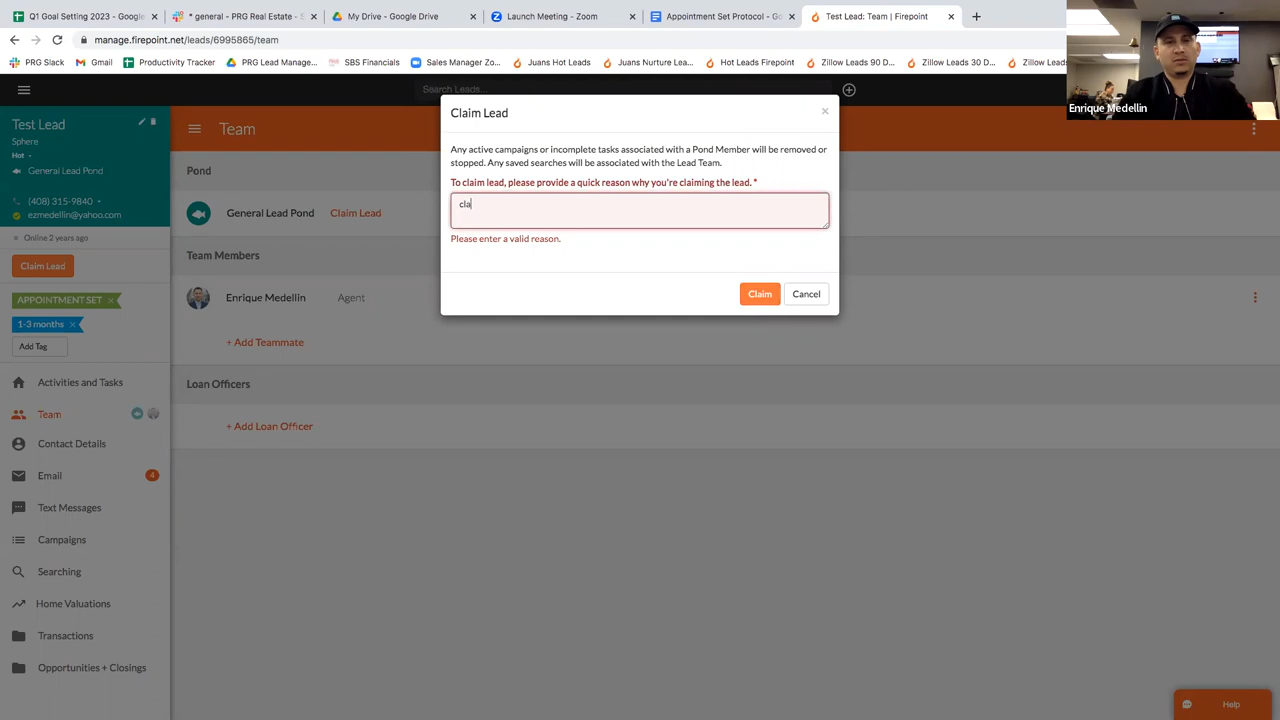 Q1 Goal Setting 2023 - Google
* general - PRG Real Estate - S
My Drive - Google Drive
Launch Meeting - Zoom
Appointment Set Protocol - Go
Test Lead: Team | Firepoint
manage.firepoint.net/leads/6995865/team
PRG Slack
Gmail
Productivity Tracker
PRG Lead Manage...
SBS Financials
Sales Manager Zo...
Juans Hot Leads
Juans Nurture Lea...
Hot Leads Firepoint
Zillow Leads 90 D...
Zillow Leads 30 D...
Zillow Leads
Enrique Medellin
Search Leads...
Test Lead
Sphere
Hot
General Lead Pond
(408) 315-9840
ezmedellin@yahoo.com
Online 2 years ago
Claim Lead
APPOINTMENT SET ×
1-3 months ×
Add Tag
Activities and Tasks
Team
Contact Details
Email 4
Text Messages
Campaigns
Searching
Home Valuations
Transactions
Opportunities + Closings
Team
Pond
General Lead Pond Claim Lead
Team Members
Enrique Medellin Agent
+ Add Teammate
Loan Officers
+ Add Loan Officer
Claim Lead ×
Any active campaigns or incomplete tasks associated with a Pond Member will be removed or
stopped. Any saved searches will be associated with the Lead Team.
To claim lead, please provide a quick reason why you're claiming the lead. *
cla
Please enter a valid reason.
Claim Cancel
Help